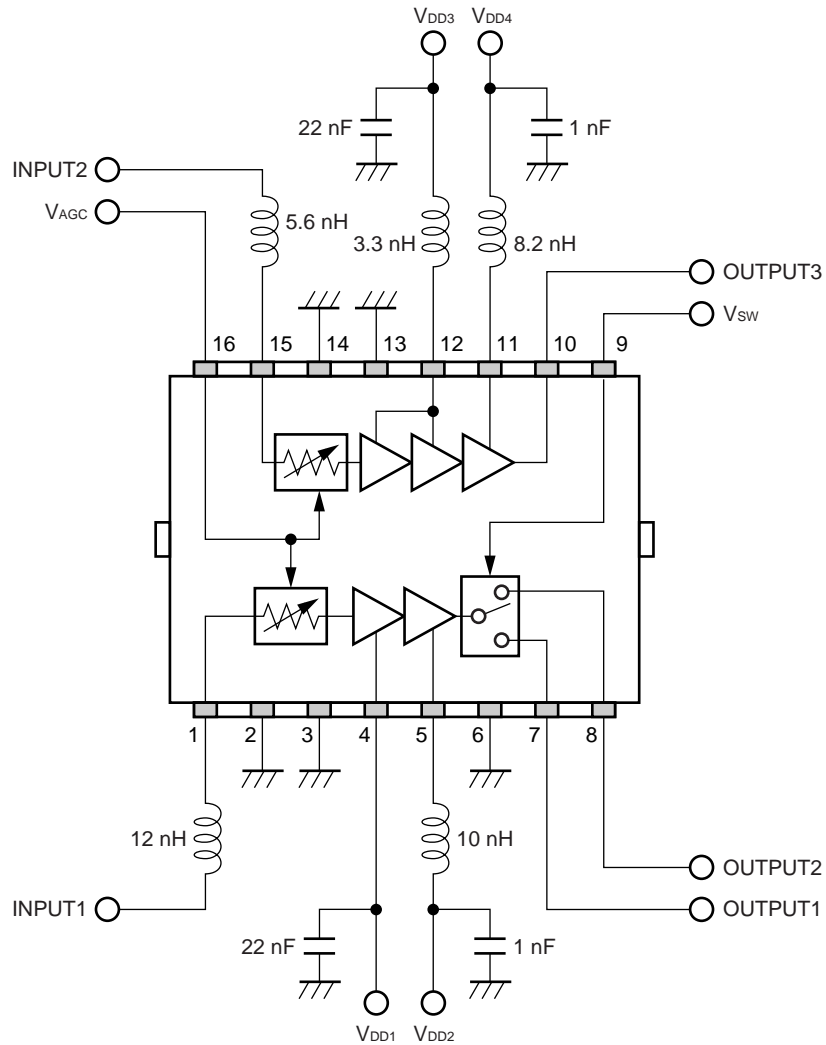 VDD3 VDD4
22 nF 1 nF
INPUT2
VAGC
5.6 nH 3.3 nH 8.2 nH
OUTPUT3
VSW
16 15 14 13 12 11 10 9
1 2 3 4 5 6 7 8
12 nH 10 nH
OUTPUT2
INPUT1 OUTPUT1
22 nF 1 nF
VDD1 VDD2